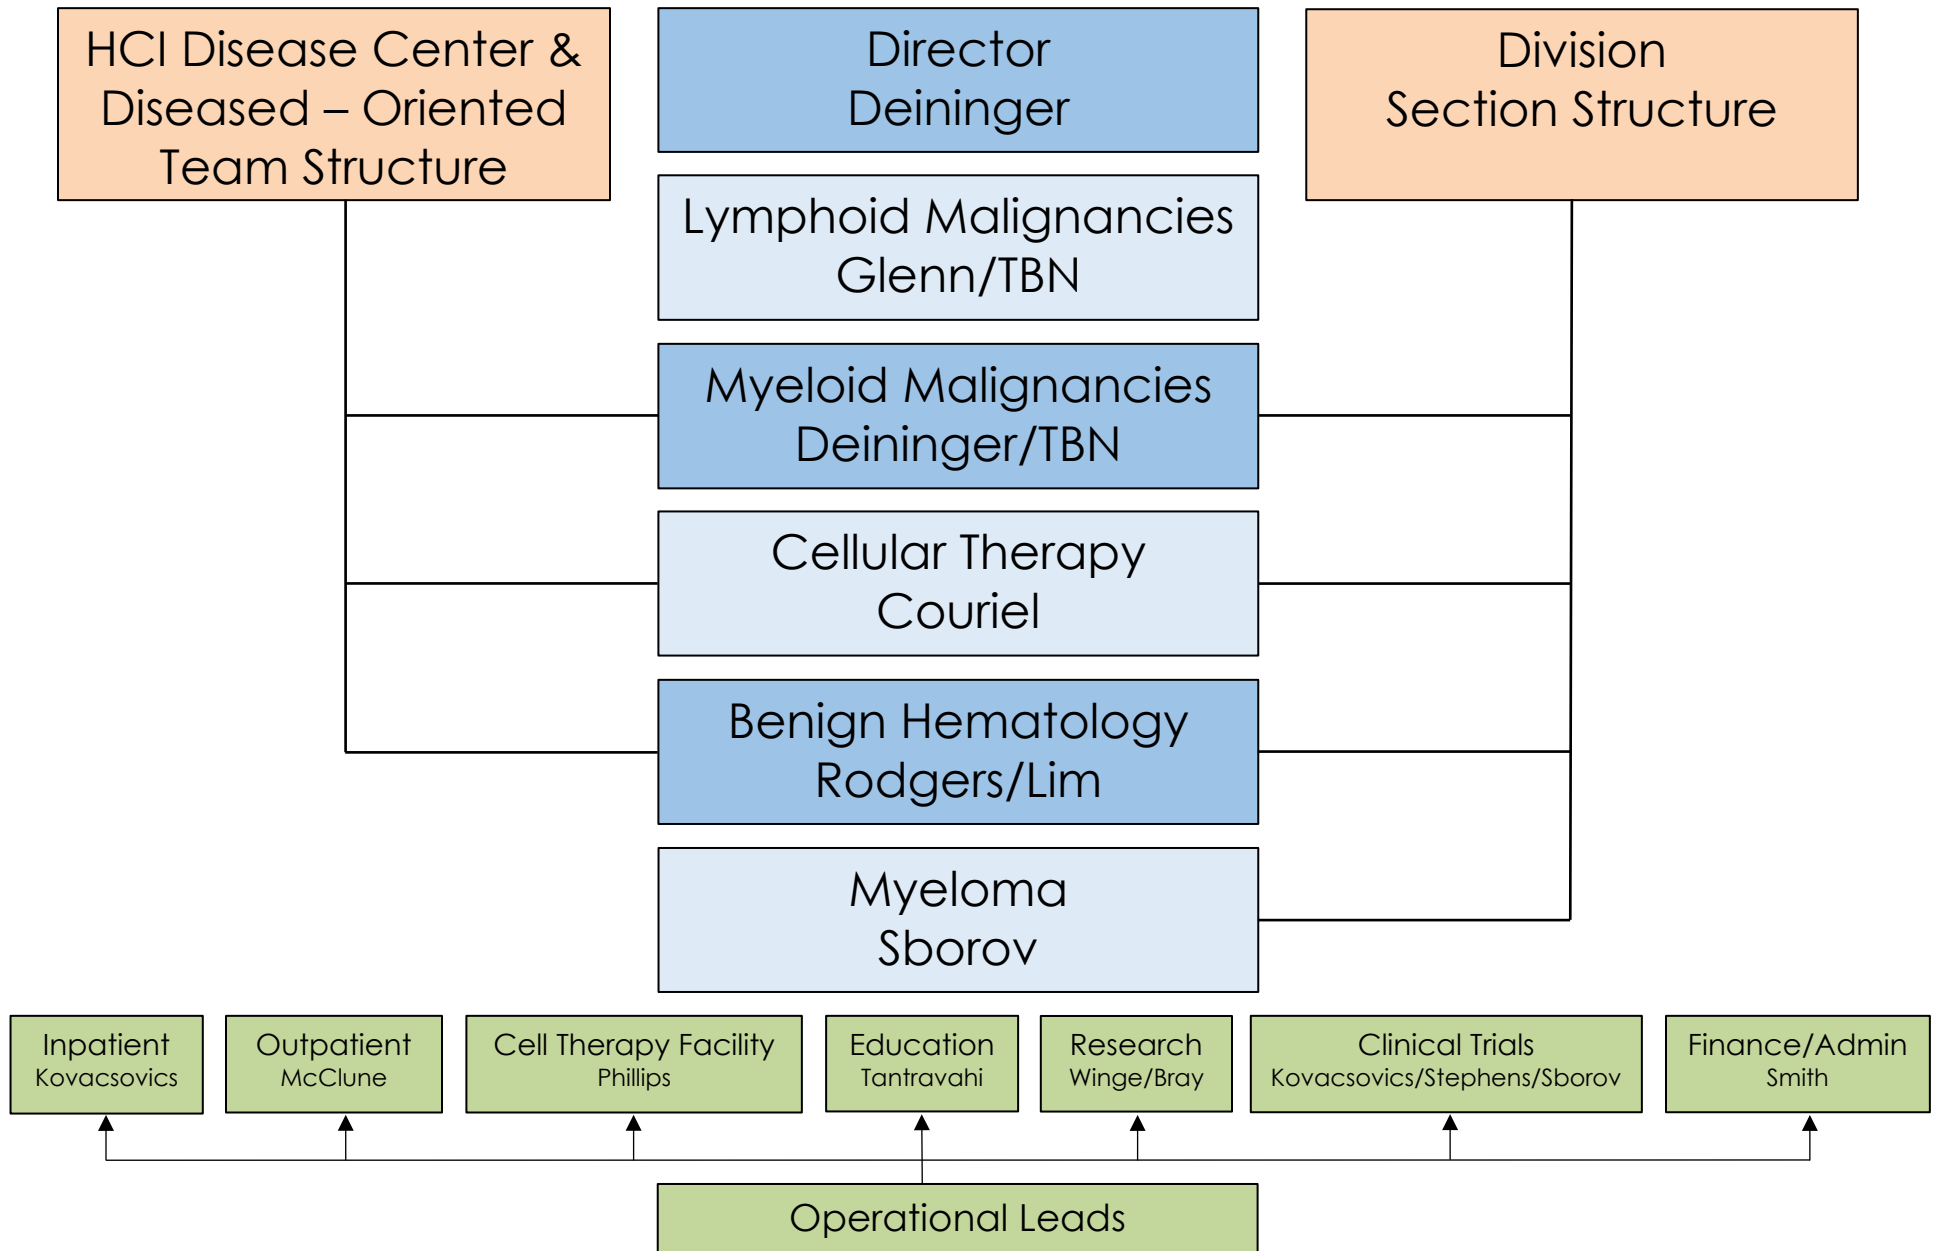 HCI Disease Center &
Diseased – Oriented
Team Structure
Director
Deininger
Division
Section Structure
Lymphoid Malignancies
Glenn/TBN
Myeloid Malignancies
Deininger/TBN
Cellular Therapy
Couriel
Benign Hematology
Rodgers/Lim
Myeloma
Sborov
Inpatient
Kovacsovics
Outpatient
McClune
Cell Therapy Facility
Phillips
Education
Tantravahi
Research
Winge/Bray
Clinical Trials
Kovacsovics/Stephens/Sborov
Finance/Admin
Smith
Operational Leads